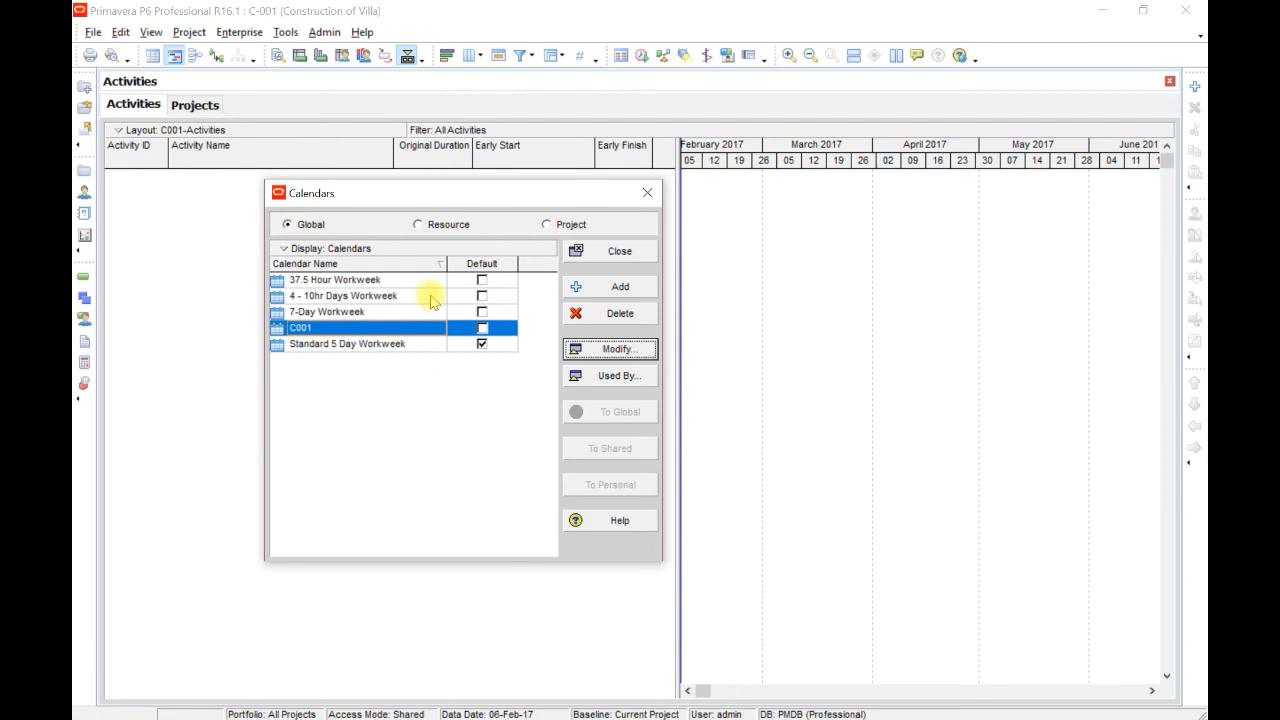 Primavera P6 Professional R16.1 : C-001 (Construction of Villa)
File Edit View Project Enterprise Tools Admin Help
Activities
Activities Projects
Layout: C001-Activities Filter: All Activities
Activity ID Activity Name Original Duration Early Start Early Finish
February 2017 March 2017 April 2017 May 2017 June 201
05 12 19 26 05 12 19 26 02 09 16 23 30 07 14 21 28 04 11 1
Calendars
Global Resource Project
Display: Calendars
Calendar Name Default
37.5 Hour Workweek
4 - 10hr Days Workweek
7-Day Workweek
C001
Standard 5 Day Workweek
Close
Add
Delete
Modify...
Used By...
To Global
To Shared
To Personal
Help
Portfolio: All Projects Access Mode: Shared Data Date: 06-Feb-17 Baseline: Current Project User: admin DB: PMDB (Professional)